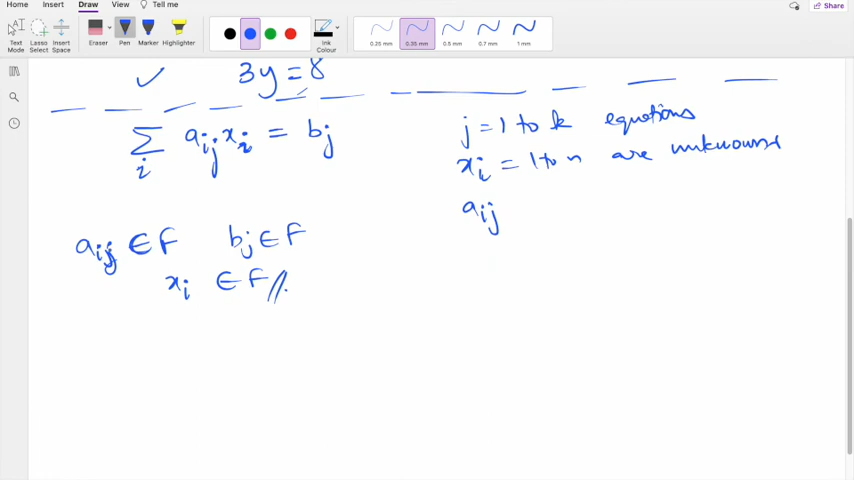 Home Insert Draw View Tell me
Share
Text Mode
Lasso Select
Insert Space
Eraser
Pen
Marker
Highlighter
Ink Colour
0.25 mm
0.35 mm
0.5 mm
0.7 mm
1 mm
3y = 8
∑ᵢ aᵢⱼxᵢ = bⱼ
j = 1 to k equations
xᵢ = 1 to n are unknowns
aᵢⱼ
aᵢⱼ ∈ F bⱼ ∈ F
xᵢ ∈ F //.